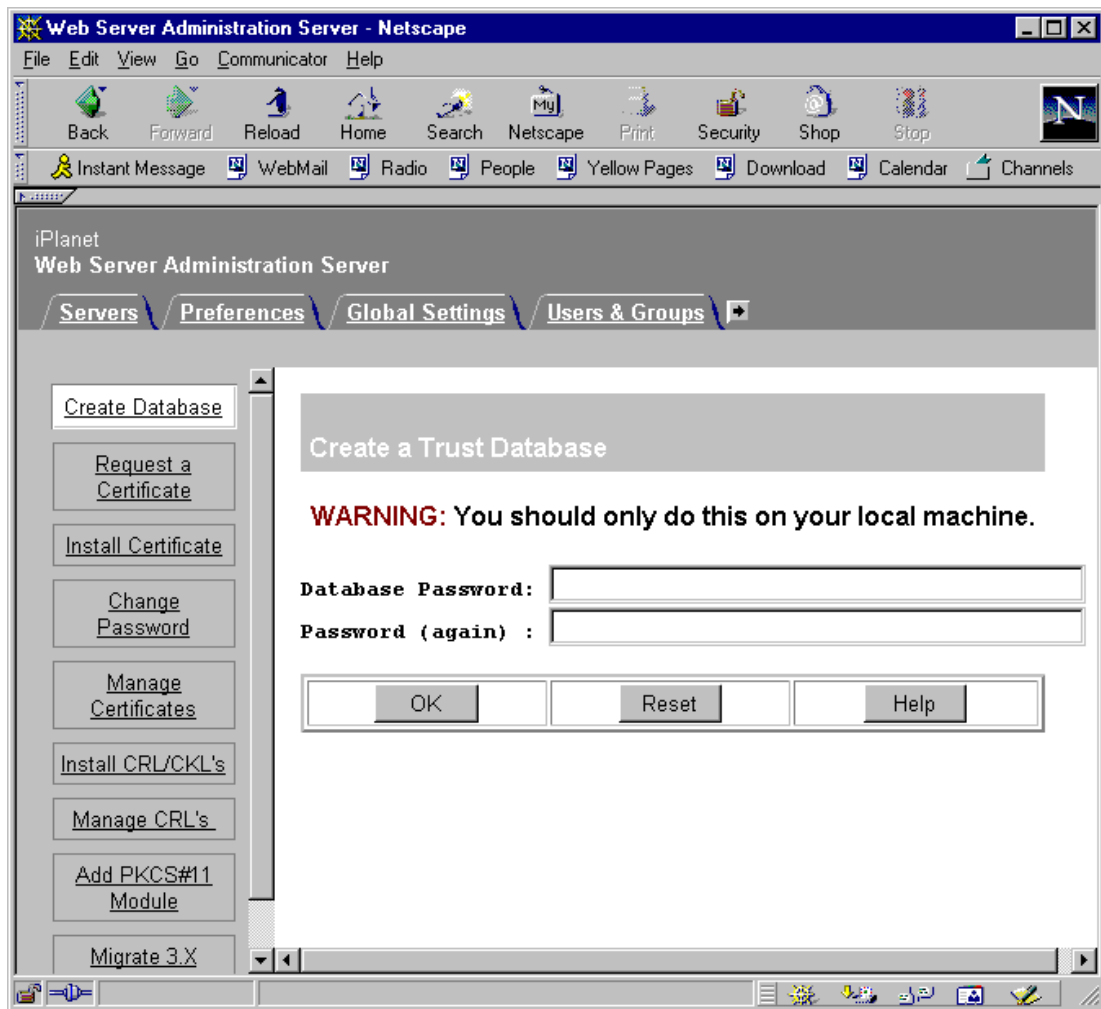 Web Server Administration Server - Netscape
File Edit View Go Communicator Help
Back Forward Reload Home Search Netscape Print Security Shop Stop
My
N
Instant Message WebMail Radio People Yellow Pages Download Calendar Channels
iPlanet
Web Server Administration Server
Servers Preferences Global Settings Users & Groups
Create Database
Request a
Certificate
Install Certificate
Change
Password
Manage
Certificates
Install CRL/CKL's
Manage CRL's
Add PKCS#11
Module
Migrate 3.X
Create a Trust Database
WARNING: You should only do this on your local machine.
Database Password:
Password (again) :
OK Reset Help